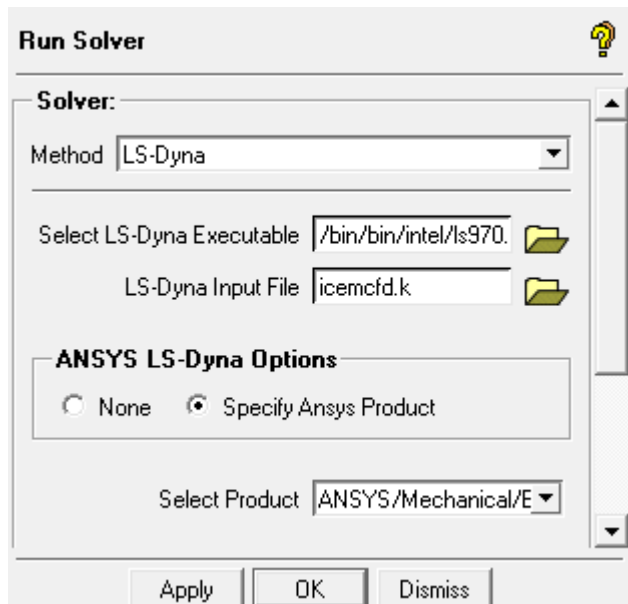 Run Solver
Solver:
Method LS-Dyna
Select LS-Dyna Executable /bin/bin/intel/ls970.
LS-Dyna Input File icemcfd.k
ANSYS LS-Dyna Options
None Specify Ansys Product
Select Product ANSYS/Mechanical/E
Apply OK Dismiss